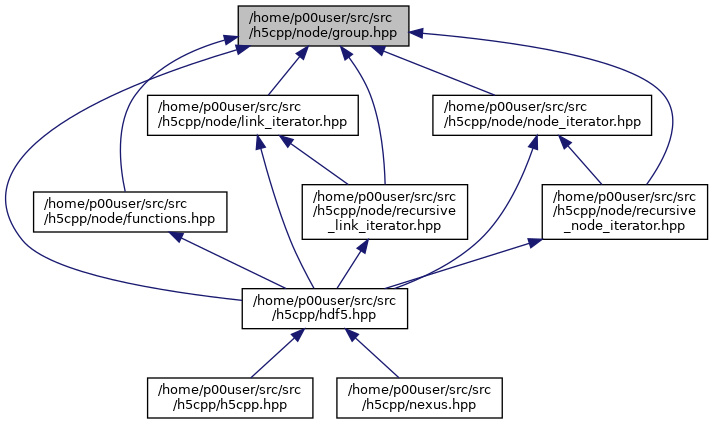 /home/p00user/src/src
/h5cpp/node/group.hpp
/home/p00user/src/src
/h5cpp/node/link_iterator.hpp
/home/p00user/src/src
/h5cpp/node/node_iterator.hpp
/home/p00user/src/src
/h5cpp/node/functions.hpp
/home/p00user/src/src
/h5cpp/node/recursive
_link_iterator.hpp
/home/p00user/src/src
/h5cpp/node/recursive
_node_iterator.hpp
/home/p00user/src/src
/h5cpp/hdf5.hpp
/home/p00user/src/src
/h5cpp/h5cpp.hpp
/home/p00user/src/src
/h5cpp/nexus.hpp